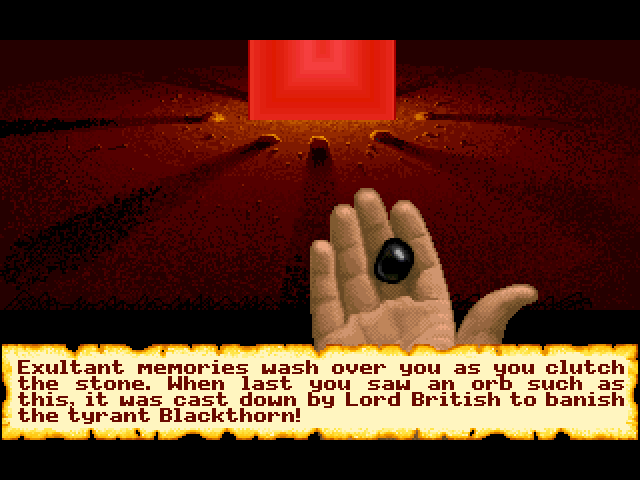 Exultant memories wash over you as you clutch
the stone. When last you saw an orb such as
this, it was cast down by Lord British to banish
the tyrant Blackthorn!